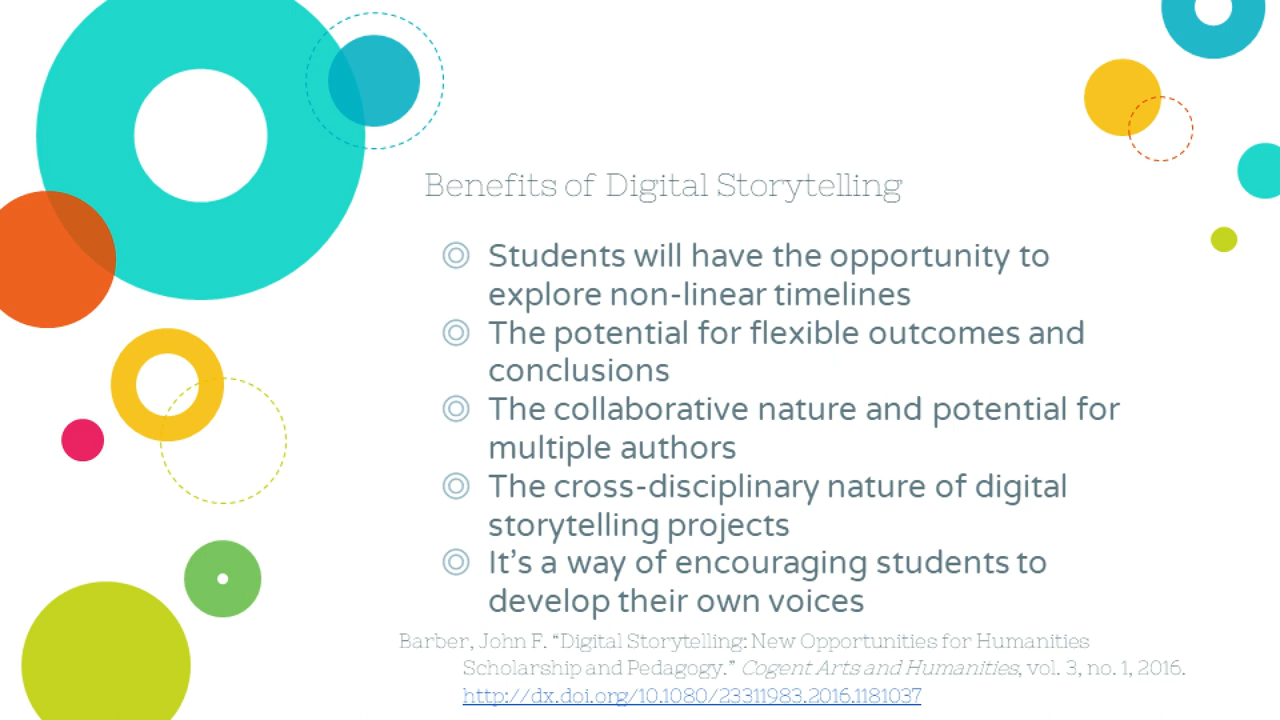 Benefits of Digital Storytelling
Students will have the opportunity to
explore non-linear timelines
The potential for flexible outcomes and
conclusions
The collaborative nature and potential for
multiple authors
The cross-disciplinary nature of digital
storytelling projects
It’s a way of encouraging students to
develop their own voices
Barber, John F. “Digital Storytelling: New Opportunities for Humanities
Scholarship and Pedagogy.” Cogent Arts and Humanities, vol. 3, no. 1, 2016.
http://dx.doi.org/10.1080/23311983.2016.1181037